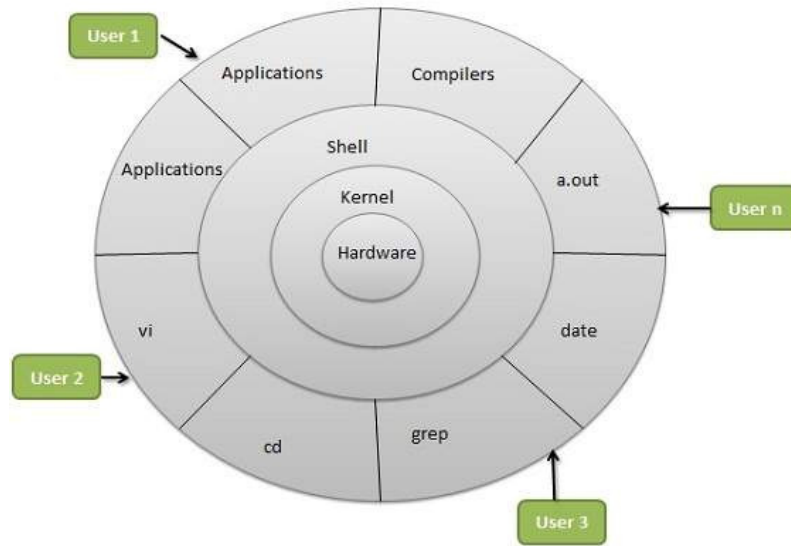 User 1
Applications
Compilers
Shell
Applications
a.out
Kernel
User n
Hardware
vi
date
User 2
cd
grep
User 3